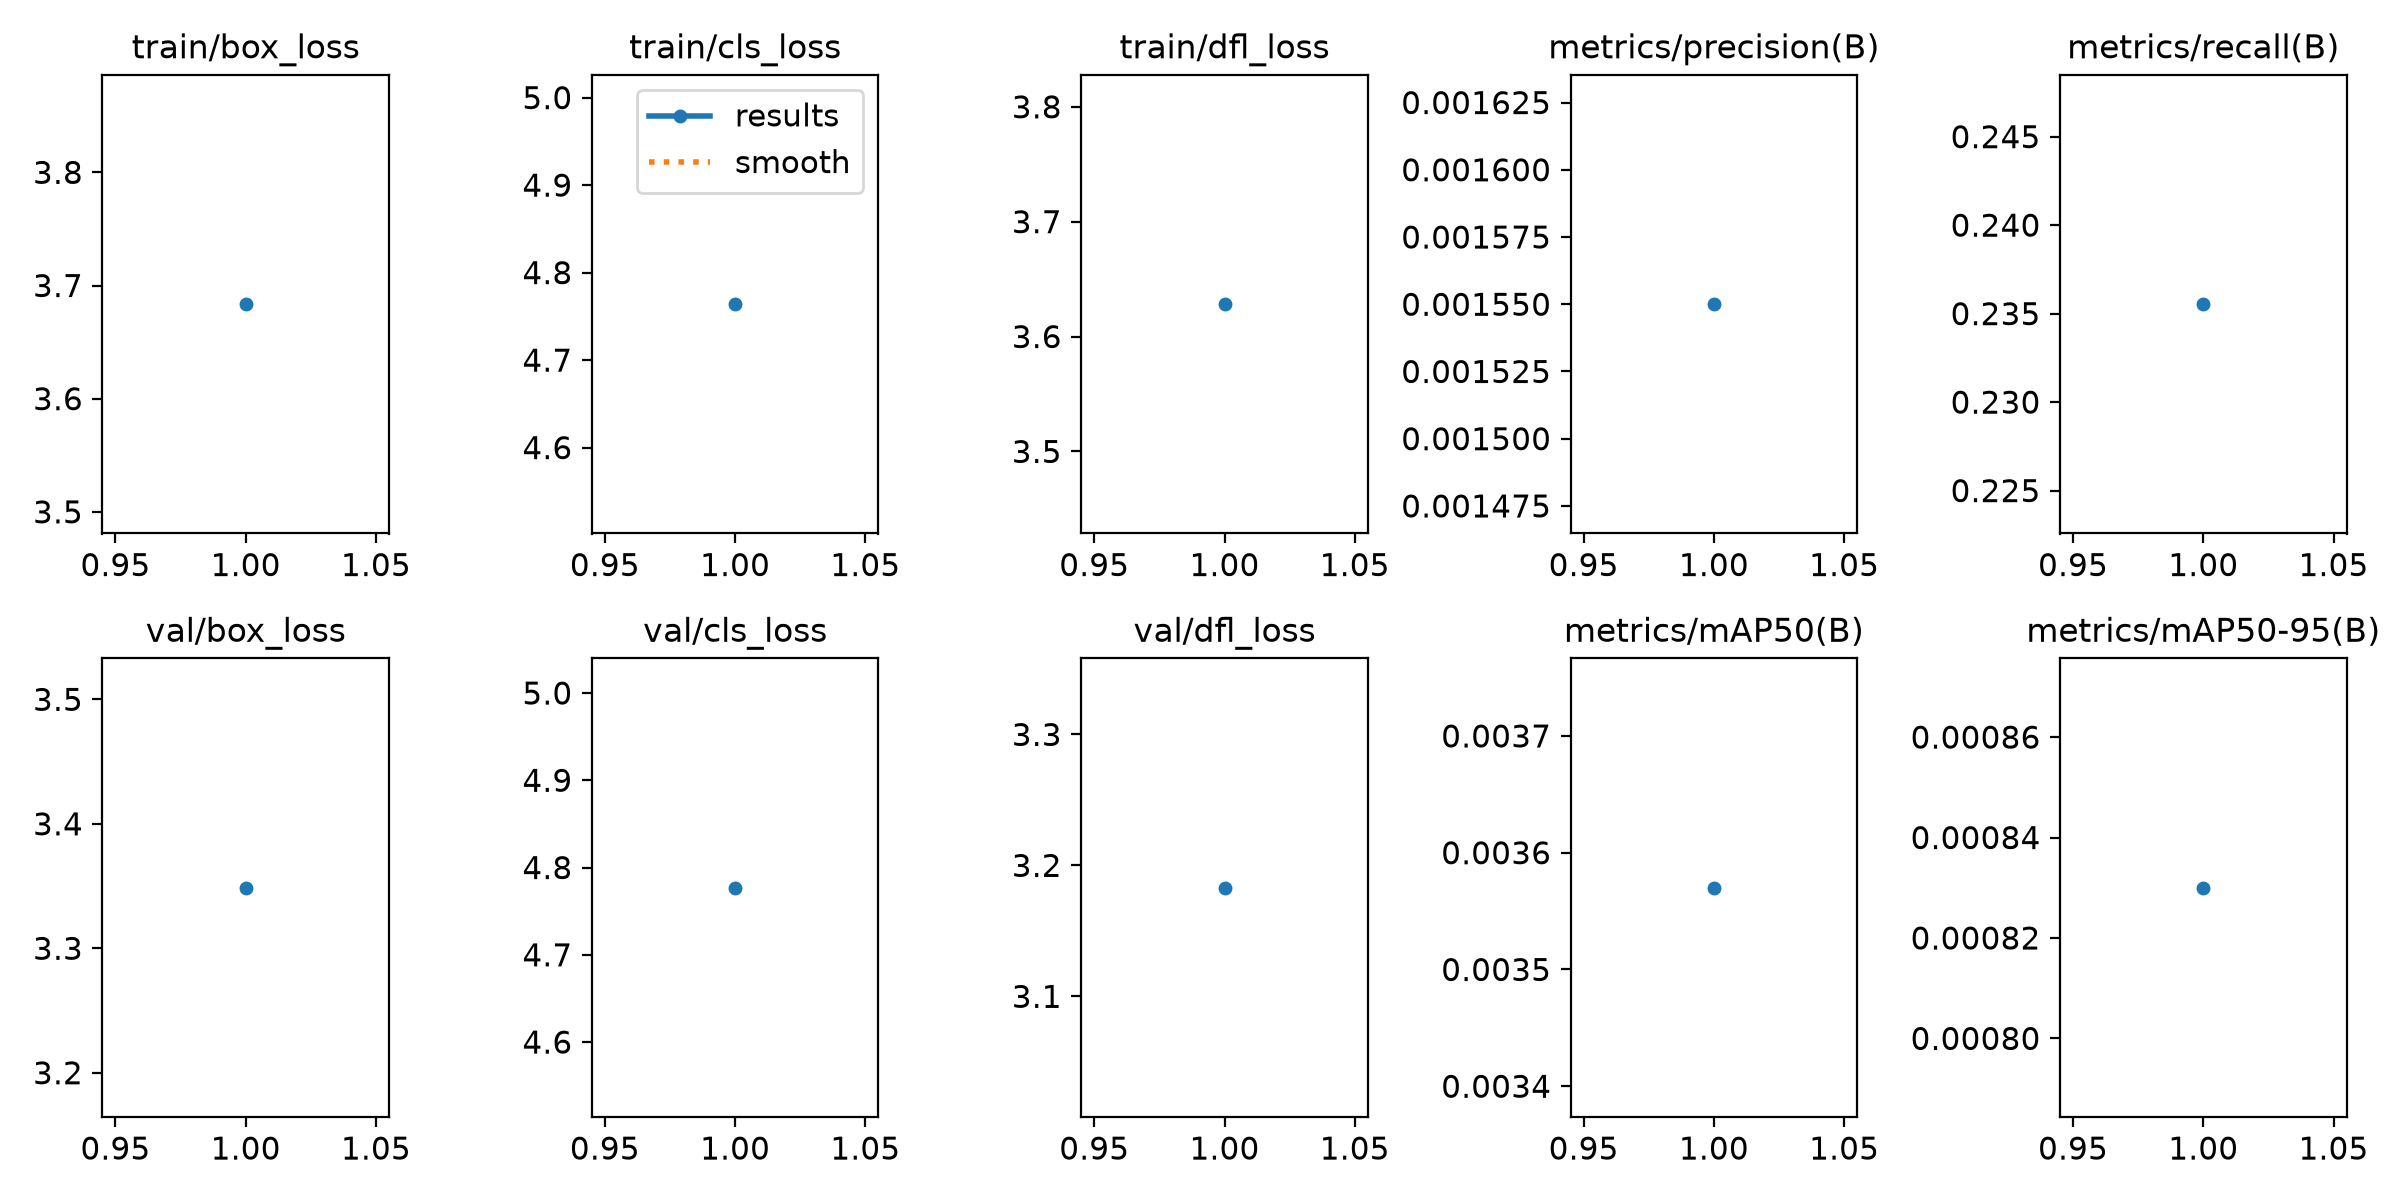 train/box_loss
3.8
3.7
3.6
3.5
0.95 1.00 1.05
train/cls_loss
results
smooth
5.0
4.9
4.8
4.7
4.6
0.95 1.00 1.05
train/dfl_loss
3.8
3.7
3.6
3.5
0.95 1.00 1.05
metrics/precision(B)
0.001625
0.001600
0.001575
0.001550
0.001525
0.001500
0.001475
0.95 1.00 1.05
metrics/recall(B)
0.245
0.240
0.235
0.230
0.225
0.95 1.00 1.05
val/box_loss
3.5
3.4
3.3
3.2
0.95 1.00 1.05
val/cls_loss
5.0
4.9
4.8
4.7
4.6
0.95 1.00 1.05
val/dfl_loss
3.3
3.2
3.1
0.95 1.00 1.05
metrics/mAP50(B)
0.0037
0.0036
0.0035
0.0034
0.95 1.00 1.05
metrics/mAP50-95(B)
0.00086
0.00084
0.00082
0.00080
0.95 1.00 1.05